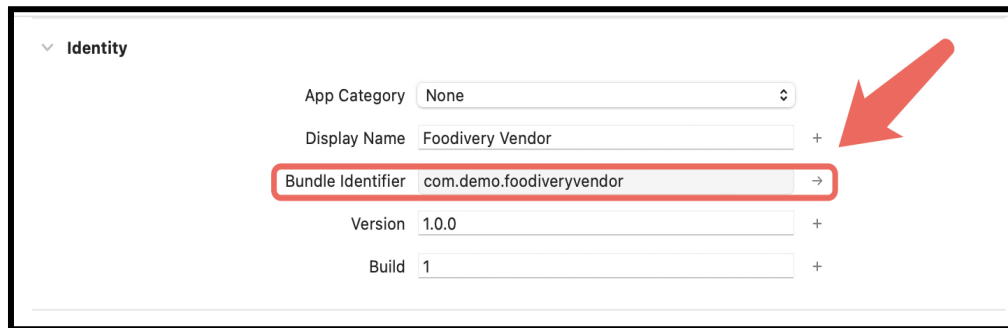 Identity
App Category None
Display Name Foodivery Vendor +
Bundle Identifier com.demo.foodiveryvendor →
Version 1.0.0 +
Build 1 +